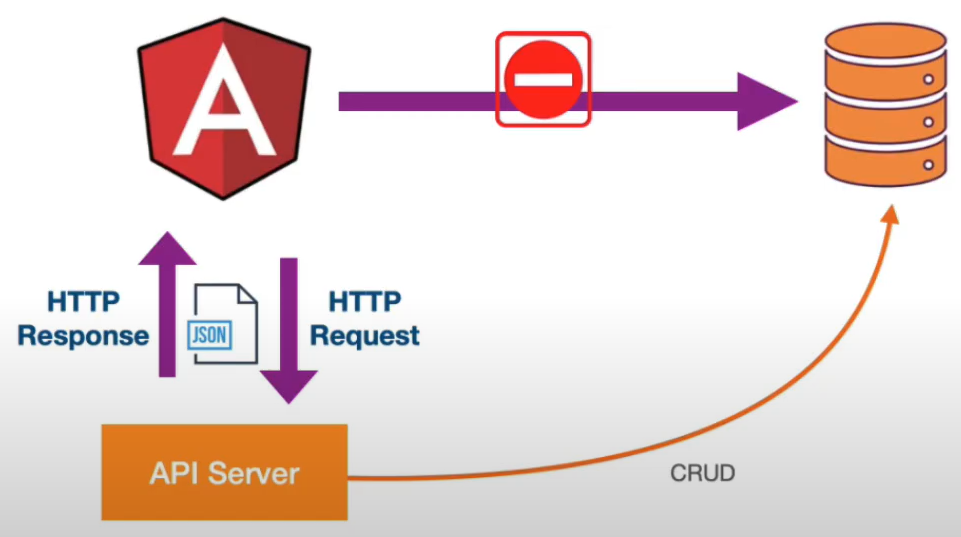 A
HTTP
Response
JSON
HTTP
Request
API Server
CRUD